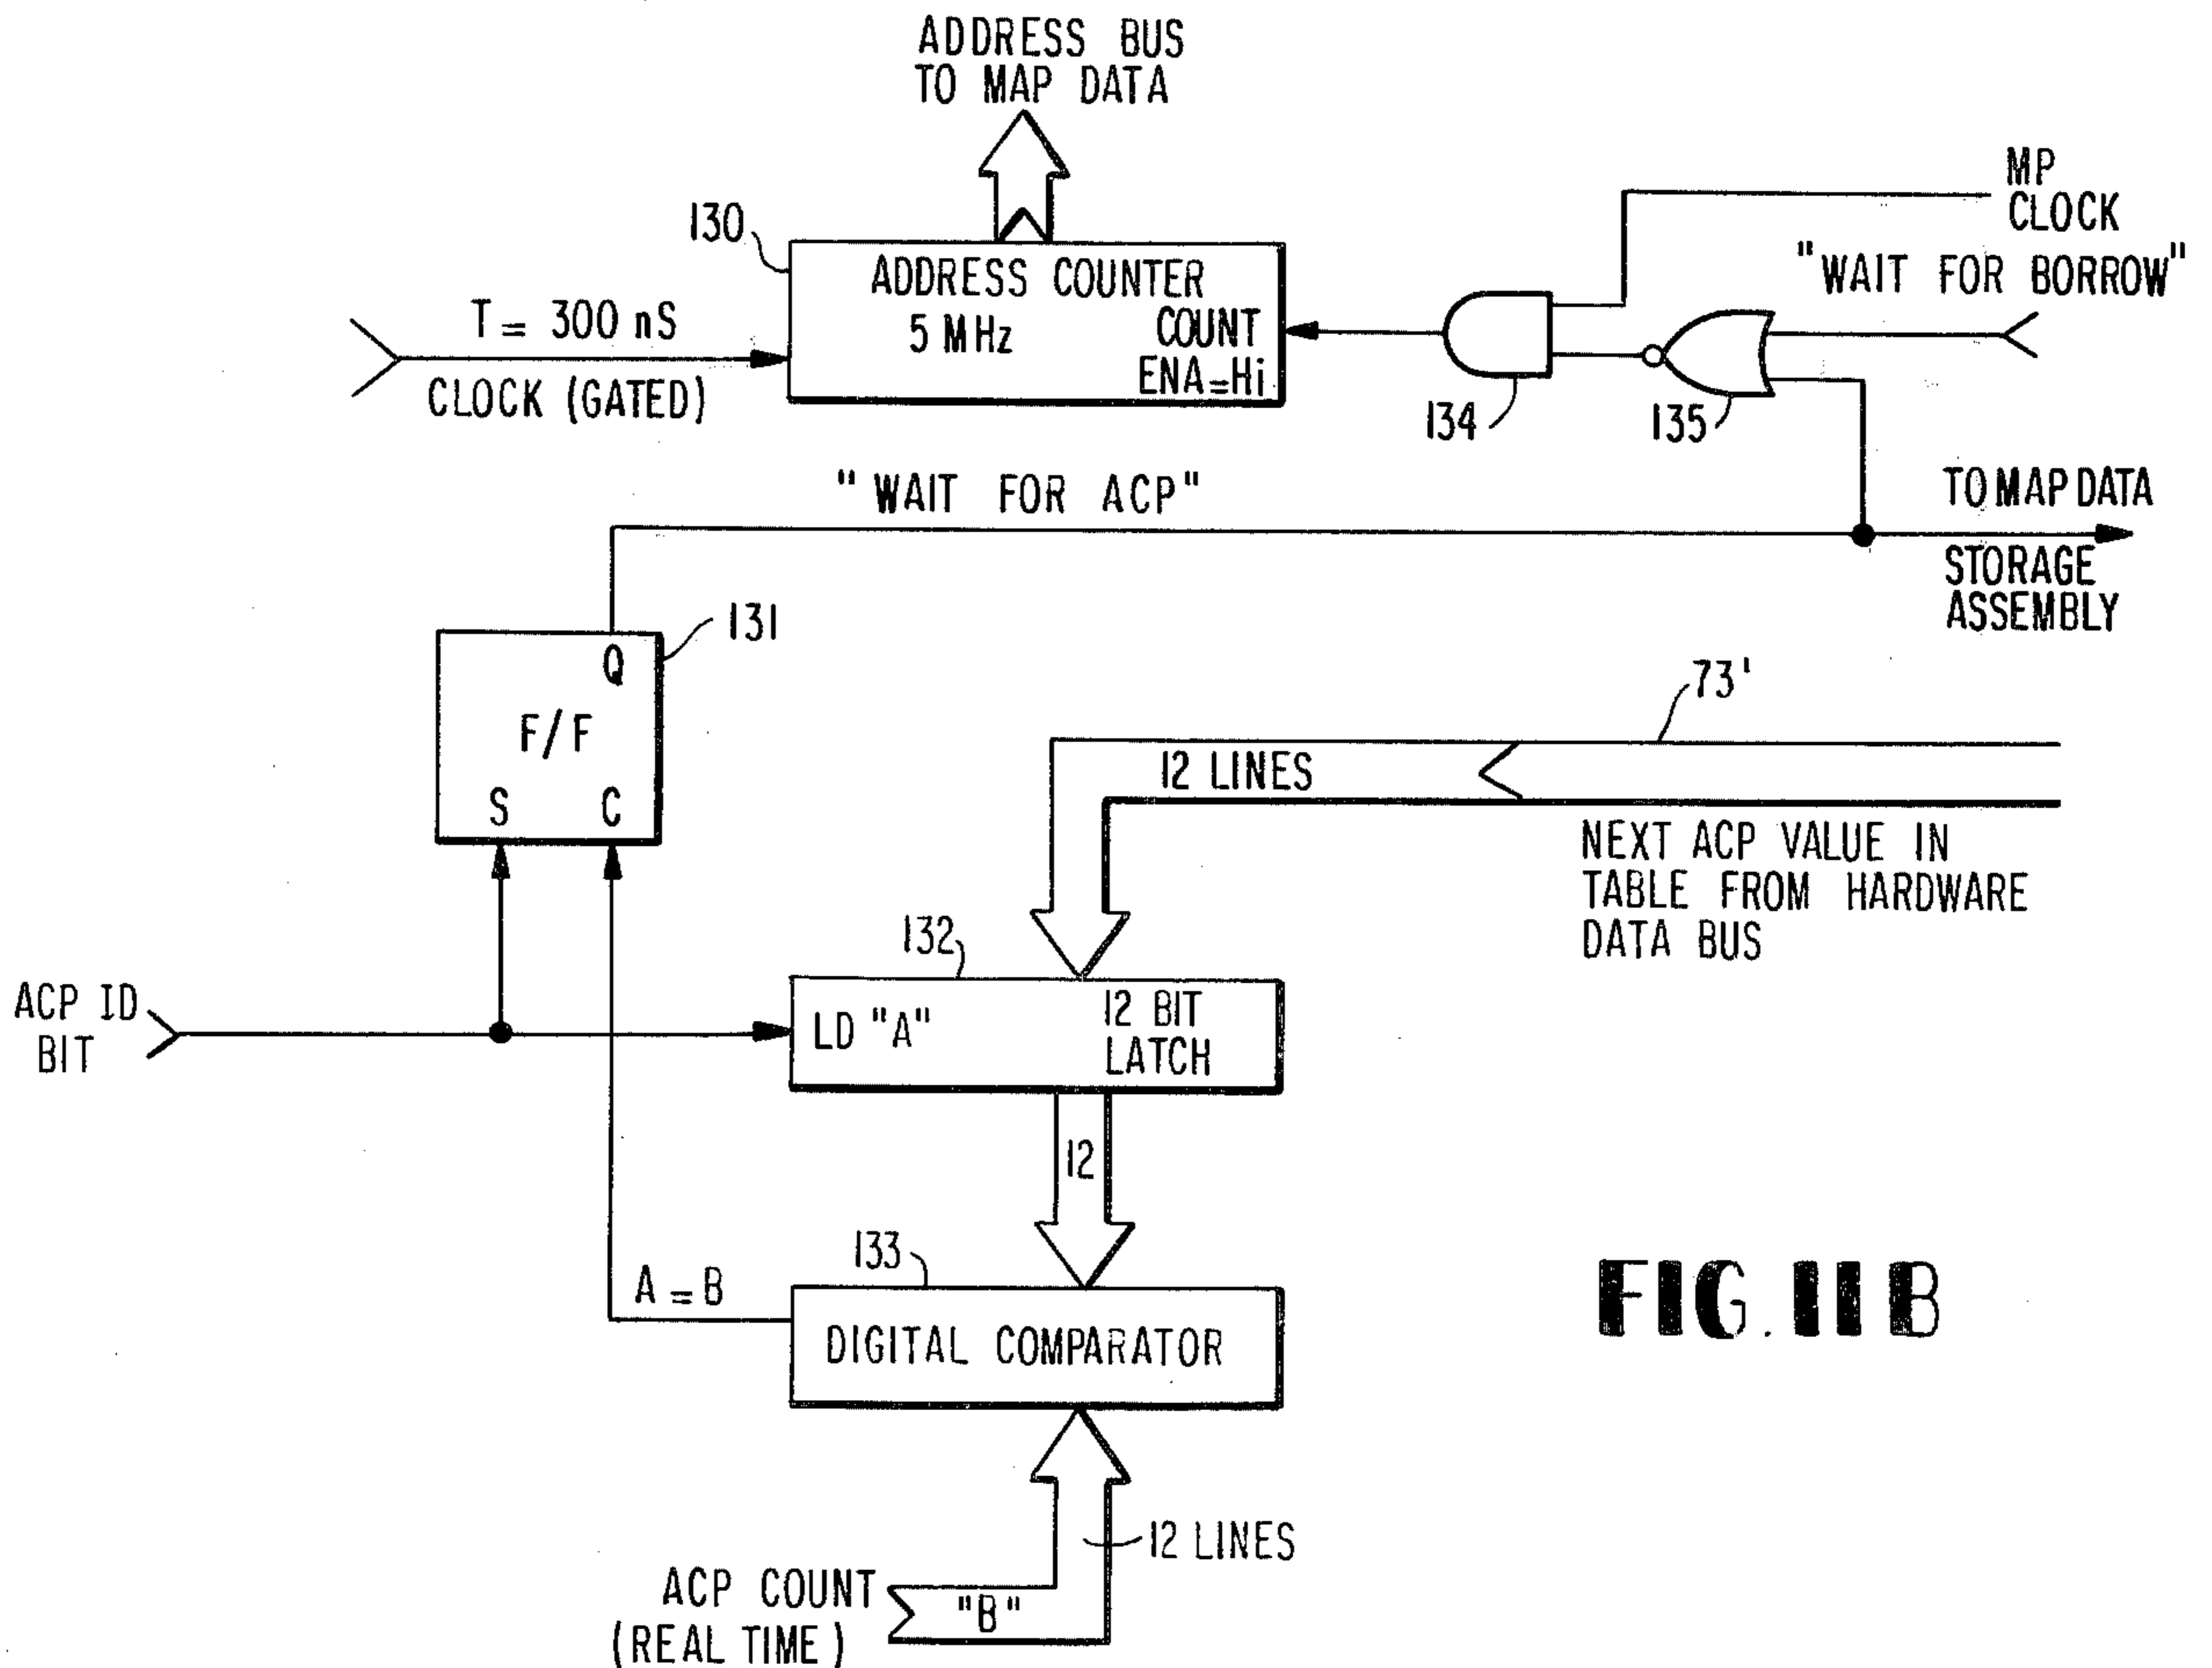 ADDRESS BUS
TO MAP DATA
MP
CLOCK
"WAIT FOR BORROW"
130
ADDRESS COUNTER
5 MHz
COUNT
ENA=Hi
T = 300 nS
CLOCK (GATED)
134
135
"WAIT FOR ACP"
TO MAP DATA
STORAGE
ASSEMBLY
131
Q
F/F
S C
73'
12 LINES
NEXT ACP VALUE IN
TABLE FROM HARDWARE
DATA BUS
132
ACP ID
BIT
LD "A"
12 BIT
LATCH
12
133
A = B
DIGITAL COMPARATOR
FIG. 11B
12 LINES
ACP COUNT
(REAL TIME)
"B"